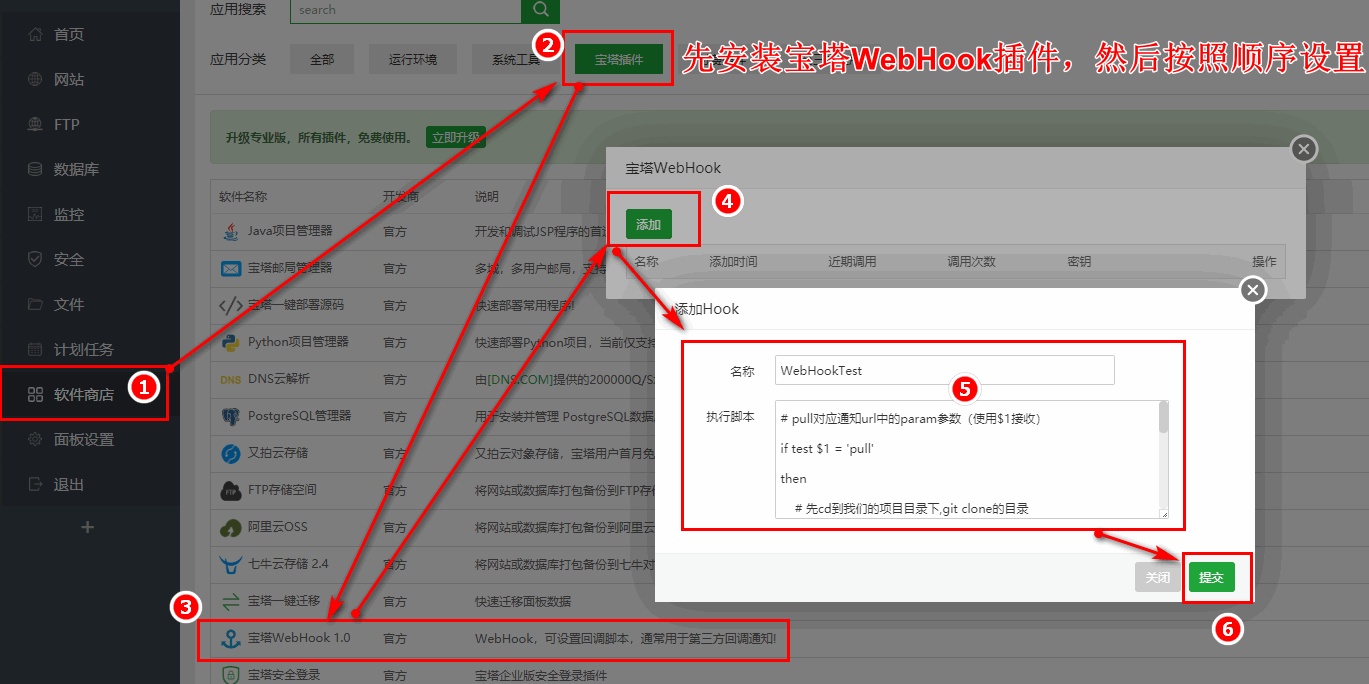 首页
网站
FTP
数据库
监控
安全
文件
计划任务
软件商店
面板设置
退出
1
应用搜索
search
应用分类
全部
运行环境
系统工具
宝塔插件
2
先安装宝塔WebHook插件，然后按照顺序设置
升级专业版，所有插件，免费使用。
立即升级
软件名称 开发商 说明
Java项目管理器 官方 开发和调试JSP程序的首
宝塔邮局管理器 官方 多域，多用户邮局，支持
宝塔一键部署源码 官方 快速部署常用程序!
Python项目管理器 官方 快速部署Python项目，当前仅支持
DNS DNS云解析 官方 由[DNS.COM]提供的200000Q/S
PostgreSQL管理器 官方 用于安装并管理 PostgreSQL数据
又拍云存储 官方 又拍云对象存储，宝塔用户首月免
FTP FTP存储空间 官方 将网站或数据库打包备份到FTP存
阿里云OSS 官方 将网站或数据库打包备份到阿里云
七牛云存储 2.4 官方 将网站或数据库打包备份到七牛对
宝塔一键迁移 官方 快速迁移面板数据
3
宝塔WebHook 1.0 官方 WebHook，可设置回调脚本，通常用于第三方回调通知!
宝塔安全登录 官方 宝塔企业版安全登录插件
宝塔WebHook
添加
4
名称 添加时间 近期调用 调用次数 密钥 操作
添加Hook
名称 WebHookTest
5
执行脚本
# pull对应通知url中的param参数（使用$1接收）
if test $1 = 'pull'
then
# 先cd到我们的项目目录下,git clone的目录
关闭
提交
6